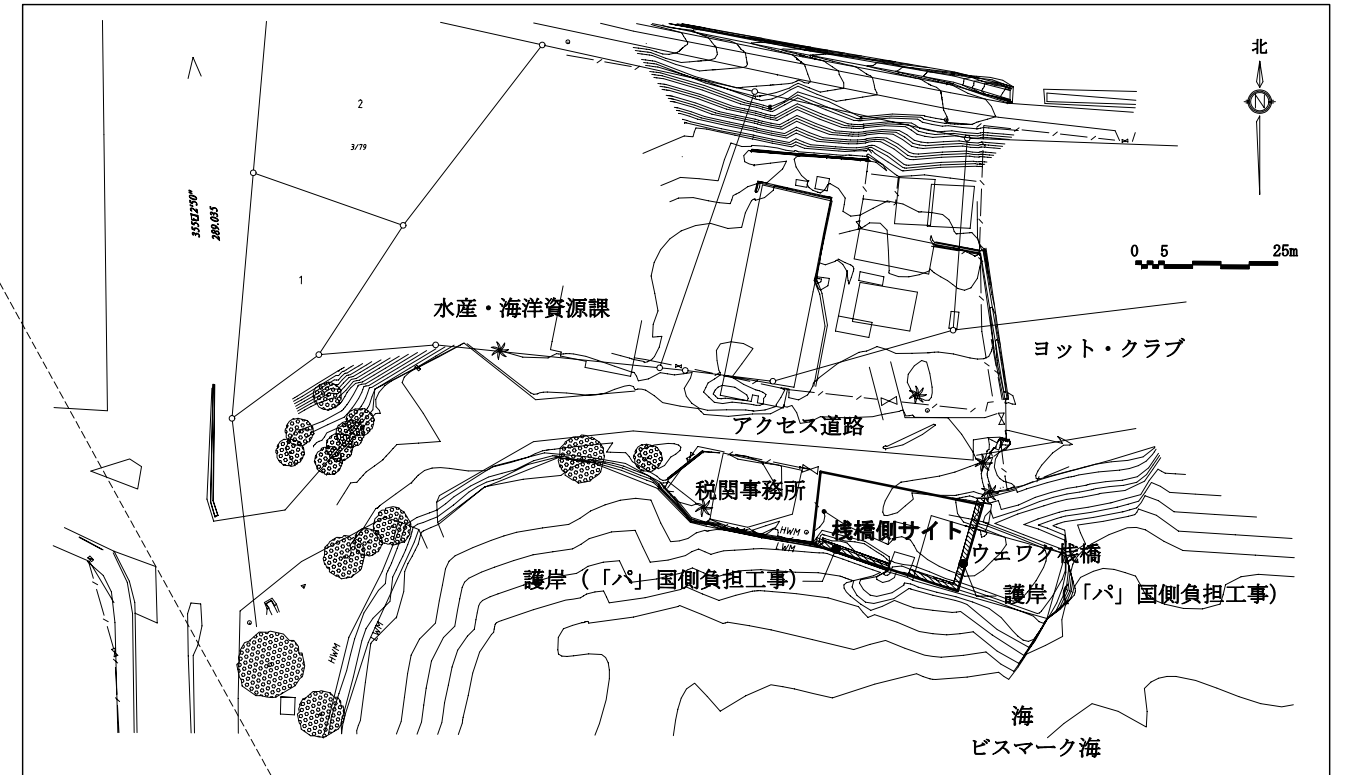 北
N
2
3/79
355°12'50"
289.035
0 5 25m
1
水産・海洋資源課
ヨット・クラブ
アクセス道路
税関事務所
桟橋側サイト
HWM
LWM
ウェワク桟橋
護岸(「パ」国側負担工事)
護岸(「パ」国側負担工事)
HWM
LWM
海
ビスマーク海